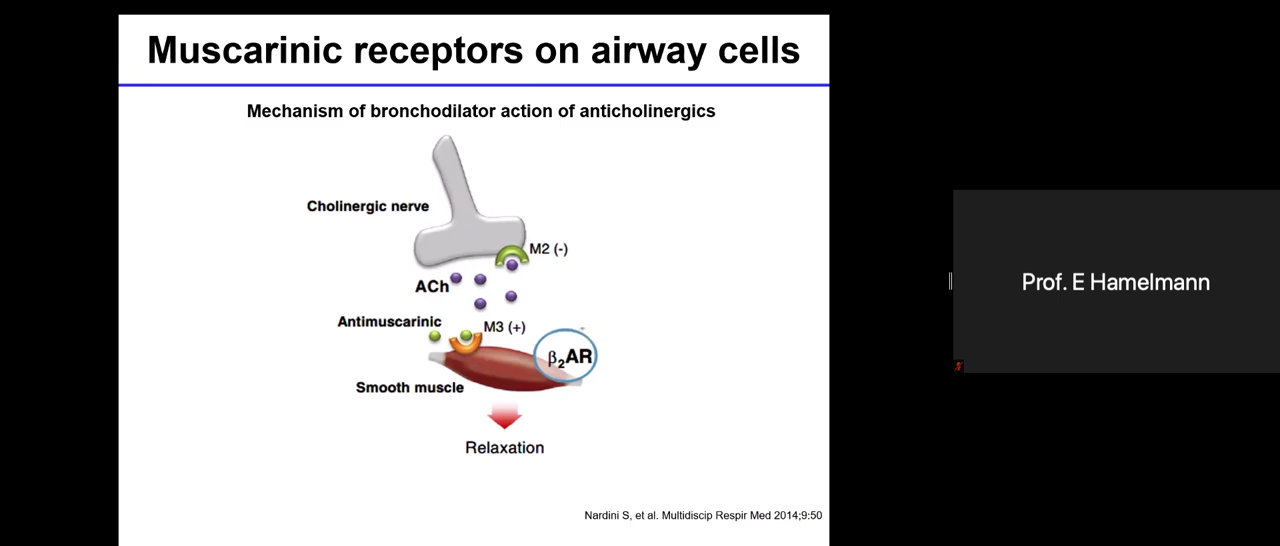 Muscarinic receptors on airway cells
Mechanism of bronchodilator action of anticholinergics
Cholinergic nerve
M2 (-)
ACh
Antimuscarinic
M3 (+)
β₂AR
Smooth muscle
Relaxation
Nardini S, et al. Multidiscip Respir Med 2014;9:50
Prof. E Hamelmann